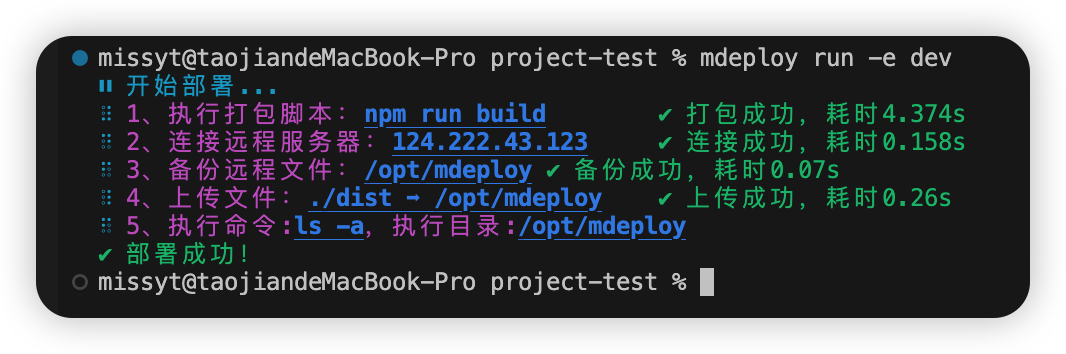 missyt@taojiandeMacBook-Pro project-test % mdeploy run -e dev
开始部署...
1、执行打包脚本: npm run build ✔ 打包成功, 耗时4.374s
2、连接远程服务器: 124.222.43.123 ✔ 连接成功, 耗时0.158s
3、备份远程文件: /opt/mdeploy ✔ 备份成功, 耗时0.07s
4、上传文件: ./dist ➡ /opt/mdeploy ✔ 上传成功, 耗时0.26s
5、执行命令:ls -a, 执行目录:/opt/mdeploy
✔ 部署成功!
missyt@taojiandeMacBook-Pro project-test %